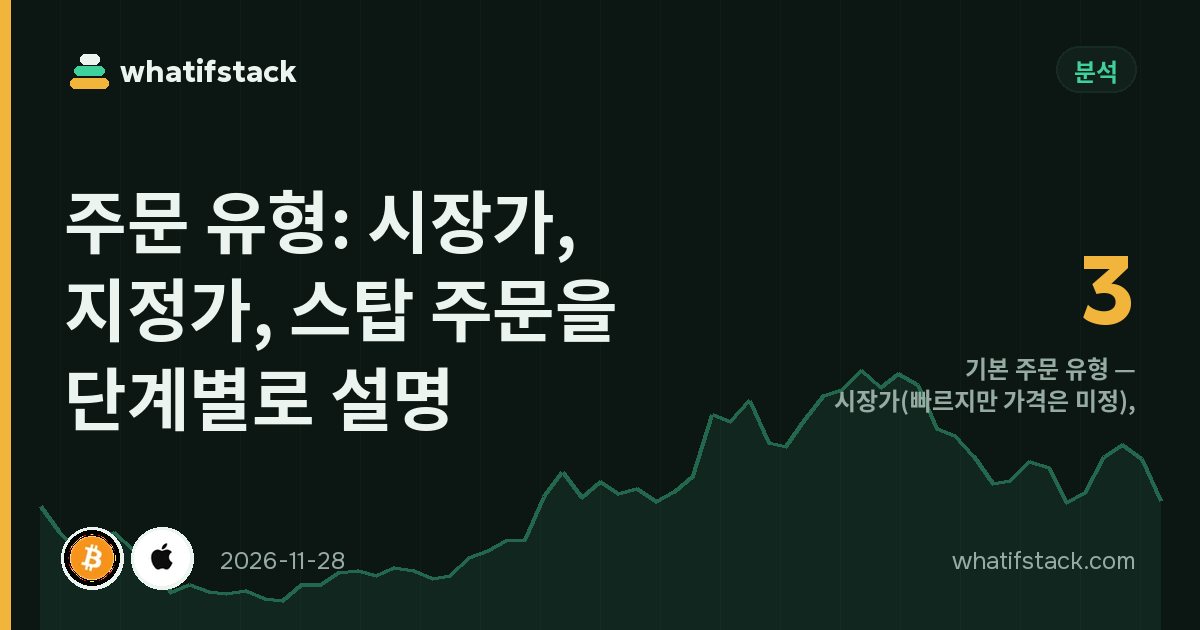 whatifstack
분석
주문 유형: 시장가,
지정가, 스탑 주문을
단계별로 설명
3
기본 주문 유형 —
시장가(빠르지만 가격은 미정),
2026-11-28
whatifstack.com